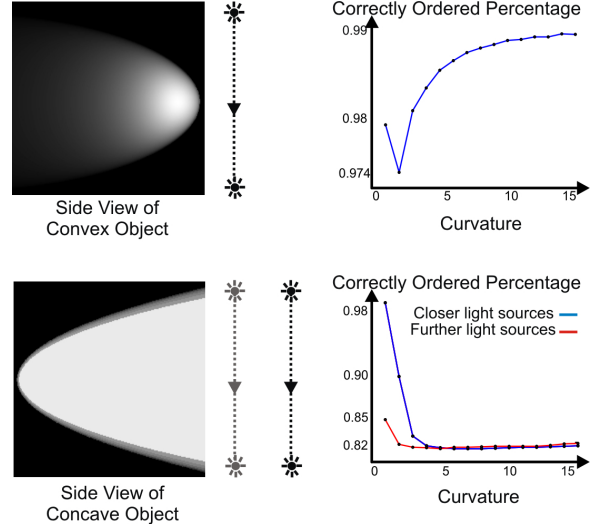 Correctly Ordered Percentage
0.99
0.98
0.974
0 5 10 15
Curvature
Side View of
Convex Object
Correctly Ordered Percentage
Closer light sources
Further light sources
0.98
0.90
0.85
0.82
0 5 10 15
Curvature
Side View of
Concave Object